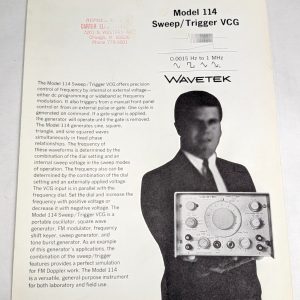 Model 114
Sweep/Trigger VCG
0.0015 Hz to 1 MHz
WAVETEK
The Model 114 Sweep/Trigger VCG offers precision
control of frequency by internal or external voltage—
either dc programming or wideband ac frequency
modulation. It also triggers from a manual front panel
control or from an external pulse or gate. One cycle is
generated on command. If a gate signal is applied,
the generator will operate until the gate is removed.
The Model 114 generates sine, square,
triangle, and sine squared waves
simultaneously in fixed phase
relationships. The frequency of
these waveforms is determined by the
combination of the dial setting and an
internal sweep voltage in the sweep modes
of operation. The frequency also can be
determined by the combination of the dial
setting and an externally applied voltage.
The VCG input is in parallel with the
frequency dial. Set the dial and increase the
frequency with positive voltage or
decrease it with negative voltage. The
Model 114 Sweep/Trigger VCG is a
portable oscillator, square wave
generator, FM modulator, frequency
shift keyer, sweep generator, and
tone burst generator. As an example
of this generator's applications, the
combination of the sweep/trigger
features provides a perfect simulation
for FM Doppler work. The Model 114
is a versatile, general purpose instrument
for both laboratory and field use.